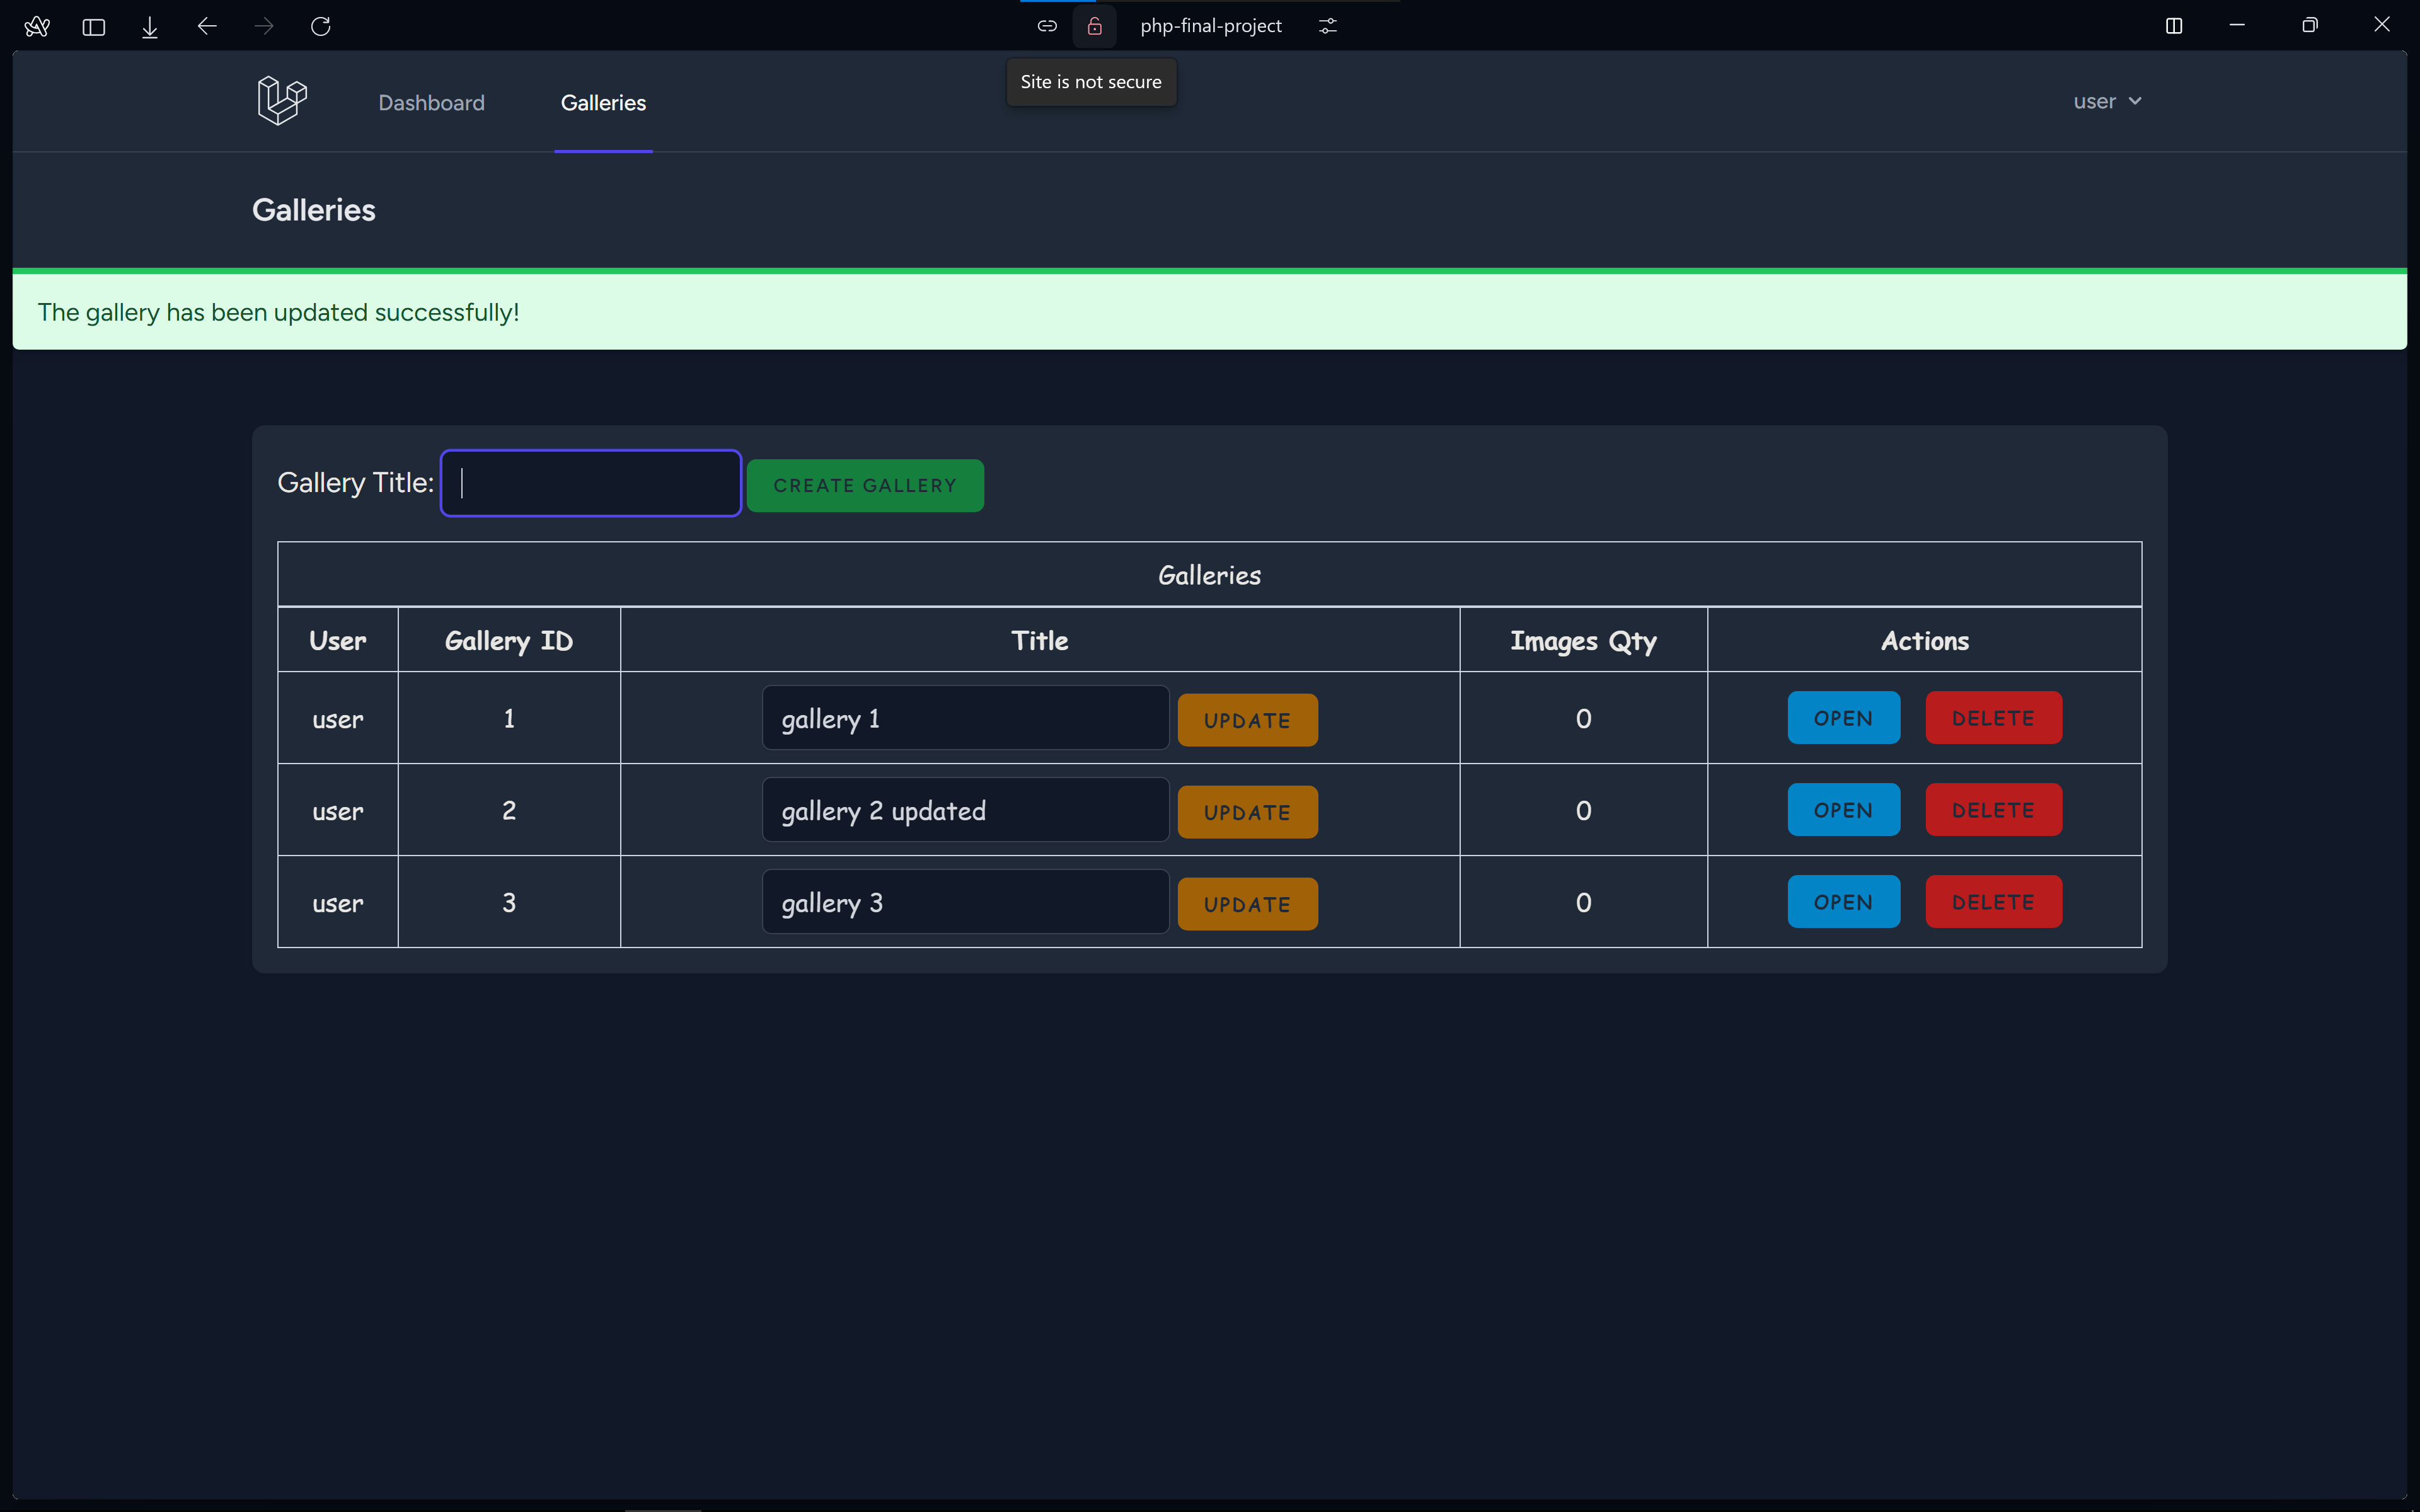 php-final-project
Site is not secure
Dashboard Galleries user
Galleries
The gallery has been updated successfully!
Gallery Title: CREATE GALLERY
Galleries
User Gallery ID Title Images Qty Actions
user 1 gallery 1 UPDATE 0 OPEN DELETE
user 2 gallery 2 updated UPDATE 0 OPEN DELETE
user 3 gallery 3 UPDATE 0 OPEN DELETE